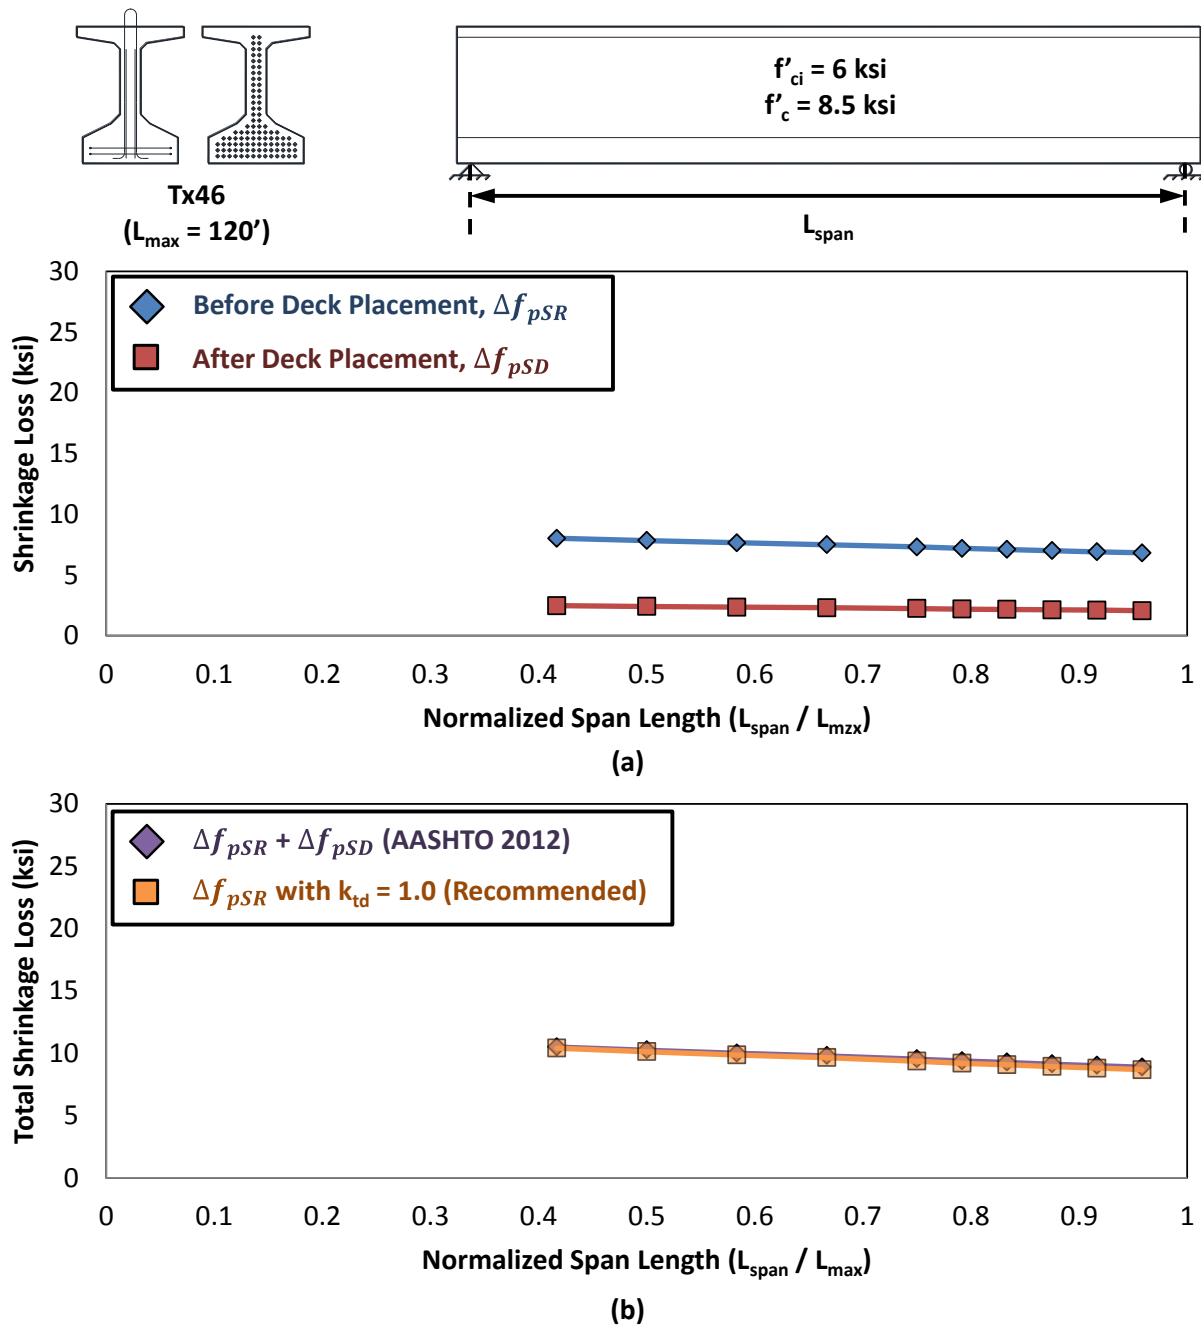 f'ci = 6 ksi
f'c = 8.5 ksi
Tx46
(Lmax = 120’)
Lspan
30
25
20
15
10
5
0
Shrinkage Loss (ksi)
Before Deck Placement, ΔfpSR
After Deck Placement, ΔfpSD
0 0.1 0.2 0.3 0.4 0.5 0.6 0.7 0.8 0.9 1
Normalized Span Length (Lspan / Lmzx)
(a)
30
25
20
15
10
5
0
Total Shrinkage Loss (ksi)
ΔfpSR + ΔfpSD (AASHTO 2012)
ΔfpSR with ktd = 1.0 (Recommended)
0 0.1 0.2 0.3 0.4 0.5 0.6 0.7 0.8 0.9 1
Normalized Span Length (Lspan / Lmax)
(b)